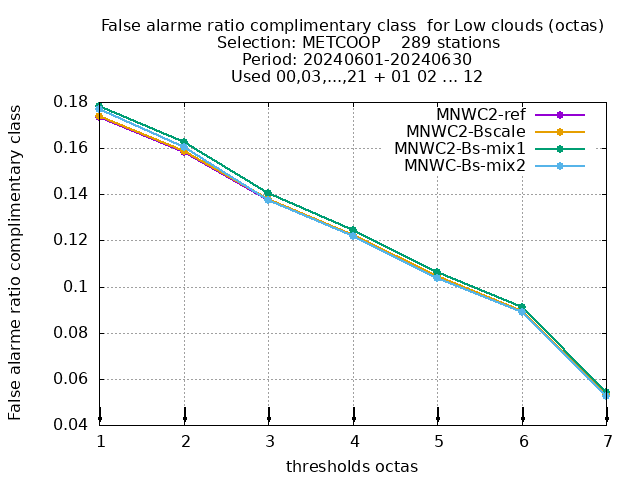 False alarme ratio complimentary class  for Low clouds (octas)
Selection: METCOOP    289 stations
Period: 20240601-20240630
Used 00,03,...,21 + 01 02 ... 12
False alarme ratio complimentary class
0.18
0.16
0.14
0.12
0.1
0.08
0.06
0.04
MNWC2-ref
MNWC2-Bscale
MNWC2-Bs-mix1
MNWC-Bs-mix2
1 2 3 4 5 6 7
thresholds octas